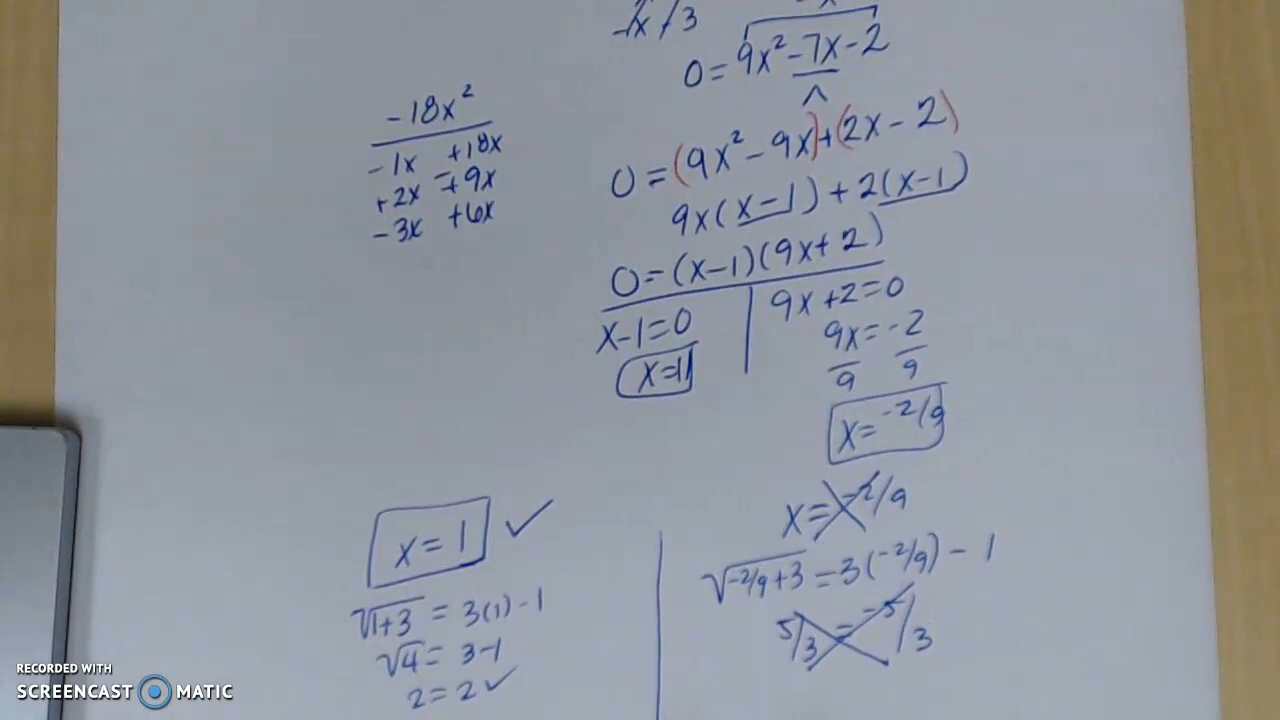 -x /3
0=9x²-7x-2
0=(9x²-9x)+(2x-2)
9x(x-1)+2(x-1)
0=(x-1)(9x+2)
x-1=0
x=1
9x+2=0
9x=-2
9 9
x=-2/9
-18x²
-1x +18x
+2x -9x
-3x +6x
x=1 ✓
√1+3 = 3(1)-1
√4 = 3-1
2=2 ✓
x=-2/9
√-2/9+3 = 3(-2/9) - 1
5/3 = -5/3
RECORDED WITH
SCREENCAST MATIC